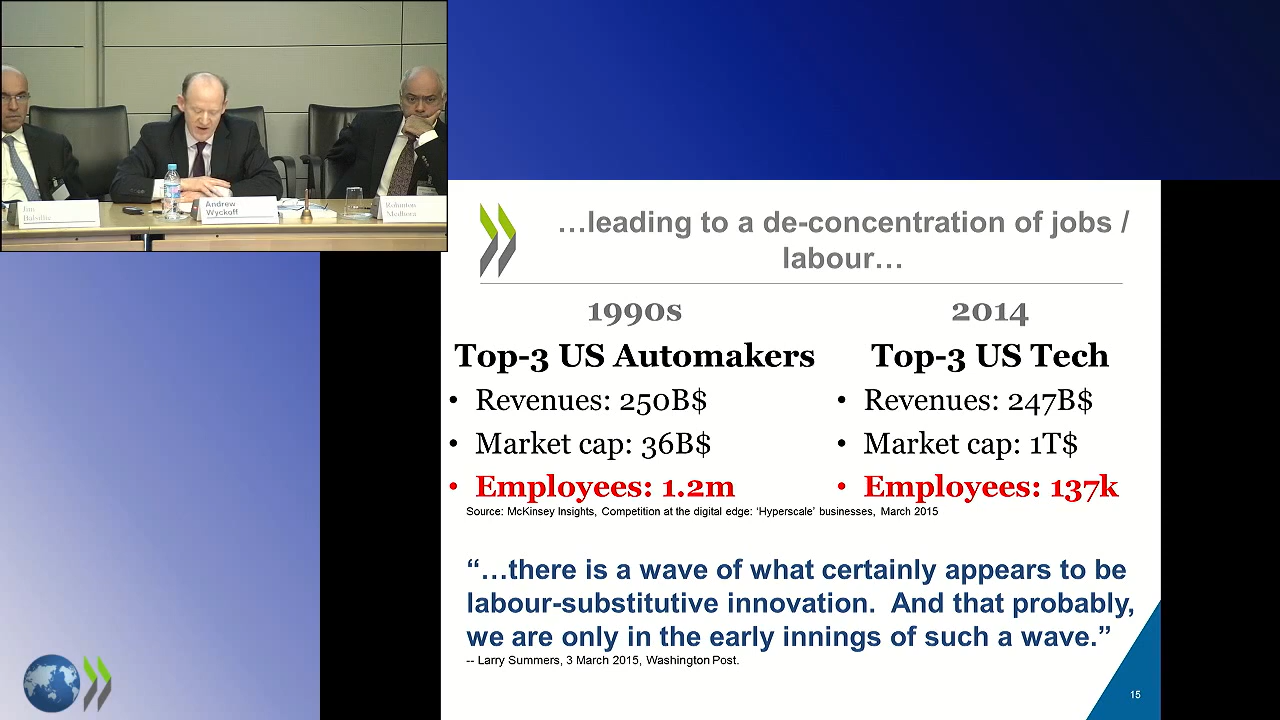 Jim
Balsillie
Andrew
Wyckoff
Rohinton
Medhora
…leading to a de-concentration of jobs /
labour…
1990s
Top-3 US Automakers
• Revenues: 250B$
• Market cap: 36B$
• Employees: 1.2m
2014
Top-3 US Tech
• Revenues: 247B$
• Market cap: 1T$
• Employees: 137k
Source: McKinsey Insights, Competition at the digital edge: ‘Hyperscale’ businesses, March 2015
“…there is a wave of what certainly appears to be
labour-substitutive innovation. And that probably,
we are only in the early innings of such a wave.”
-- Larry Summers, 3 March 2015, Washington Post.
15